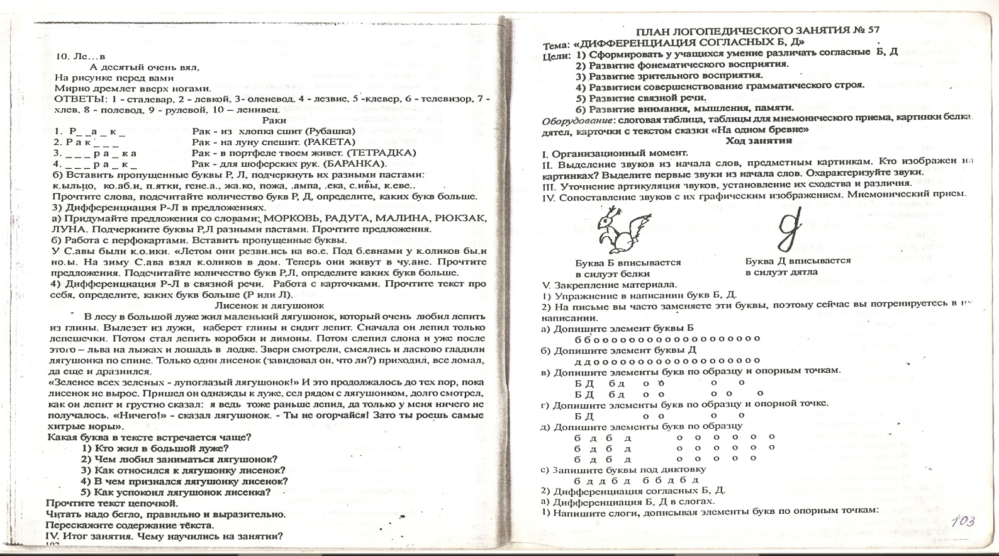 10. Ле...в
А десятый очень вял,
На рисунке перед вами
Мирно дремлет вверх ногами.
ОТВЕТЫ: 1 - сталевар, 2 - левкой, 3- оленевод, 4 - лезвие, 5 -клевер, 6 - телевизор, 7 -
хлев, 8 - полевод, 9 - рулевой, 10 – ленивец.
Раки
1. Р_ _а _ к _ Рак - из хлопка сшит (Рубашка)
2. Р а к _ _ _ Рак - на луну спешит. (РАКЕТА)
3. _ _ _ р а _ к а Рак - в портфеле твоем живет. (ТЕТРАДКА)
4. _ _ _ р а _ к _ Рак - для шоферских рук. (БАРАНКА).
б) Вставить пропущенные буквы Р, Л, подчеркнуть их разными пастами:
к.ыльцо, ко.аб.и, п.ятки, гене.а., жа.ко, пожа, .ампа, .ека, с.ивы, к.еве..
Прочтите слова, подсчитайте количество букв Р, Д, определите, каких букв больше.
3) Дифференциация Р-Л в предложениях.
а) Придумайте предложения со словами: МОРКОВЬ, РАДУГА, МАЛИНА, РЮКЗАК,
ЛУНА. Подчеркните буквы Р,Л разными пастами. Прочтите предложения.
б) Работа с перфокартами. Вставить пропущенные буквы.
У С.авы были к.о.ики. «Летом они резви.ись на во.е. Под б.евнами у к.оликов бы.и
но.ы. На зиму С.ава взял к.оликов в дом. Теперь они живут в чу.ане. Прочтите
предложения. Подсчитайте количество букв Р,Л, определите каких букв больше.
4) Дифференциация Р-Л в связной речи. Работа с карточками. Прочтите текст про
себя, определите, каких букв больше (Р или Л).
Лисенок и лягушонок
В лесу в большой луже жил маленький лягушонок, который очень любил лепить
из глины. Вылезет из лужи, наберет глины и сидит лепит. Сначала он лепил только
лепешечки. Потом стал лепить коробки и лимоны. Потом слепил слона и уже после
этого – льва на лыжах и лошадь в лодке. Звери смотрели, смеялись и ласково гладили
лягушонка по спине. Только один лисенок (завидовал он, что ли?) приходил, все ломал,
да еще и дразнился.
«Зеленее всех зеленых - лупоглазый лягушонок!» И это продолжалось до тех пор, пока
лисенок не вырос. Пришел он однажды к луже, сел рядом с лягушонком, долго смотрел,
как он лепит и грустно сказал: я ведь тоже раньше лепил, да только у меня ничего не
получалось. «Ничего!» - сказал лягушонок. - Ты не огорчайся! Зато ты роешь самые
хитрые норы».
Какая буква в тексте встречается чаще?
1) Кто жил в большой луже?
2) Чем любил заниматься лягушонок?
3) Как относился к лягушонку лисенок?
4) В чем признался лягушонку лисенок?
5) Как успокоил лягушонок лисенка?
Прочтите текст цепочкой.
Читать надо бегло, правильно и выразительно.
Перескажите содержание тёкста.
IV. Итог занятия. Чему научились на занятии?
ПЛАН ЛОГОПЕДИЧЕСКОГО ЗАНЯТИЯ № 57
Тема: «ДИФФЕРЕНЦИАЦИЯ СОГЛАСНЫХ Б, Д»
Цели: 1) Сформировать у учащихся умение различать согласные Б, Д
2) Развитие фонематического восприятия.
3) Развитие зрительного восприятия.
4) Развитиеи совершенствование грамматического строя.
5) Развитие связной речи.
6) Развитие внимания, мышления, памяти.
Оборудование: слоговая таблица, таблицы для мнемонического приема, картинки белка,
дятел, карточки с текстом сказки «На одном бревне»
Ход занятия
I. Организационный момент.
II. Выделение звуков из начала слов, предметным картинкам. Кто изображен на
картинках? Выделите первые звуки из начала слов. Охарактеризуйте звуки.
III. Уточнение артикуляция звуков, установление их сходства и различия.
IV. Сопоставление звуков с их графическим изображением. Мнемонический прием.
Буква Б вписывается
в силуэт белки
Буква Д вписывается
в силуэт дятла
V. Закрепление материала.
1) Упражнение в написании букв Б, Д.
2) На письме вы часто заменяете эти буквы, поэтому сейчас вы потренируетесь в их
написании.
а) Допишите элемент буквы Б
б б о о о о о о о о о о о о о о о о о о о
б) Допишите элемент буквы Д
д д о о о о о о о о о о о о о о о о о о о
в) Допишите элементы букв по образцу и опорным точкам.
Б Д б д о о о о
Б Д б д о о о о о
г) Допишите элементы букв по образцу и опорной точке.
Б Д о о о о
д) Допишите элементы букв по образцу
б д б д о о о о о о
б д б д о о о о о о
б д б д о о о о о
е) Запишите буквы под диктовку
б д д б д б б д б д
2) Дифференциация согласных Б, Д.
а) Дифференциация Б, Д в слогах.
1) Напишите слоги, дописывая элементы букв по опорным точкам:
103